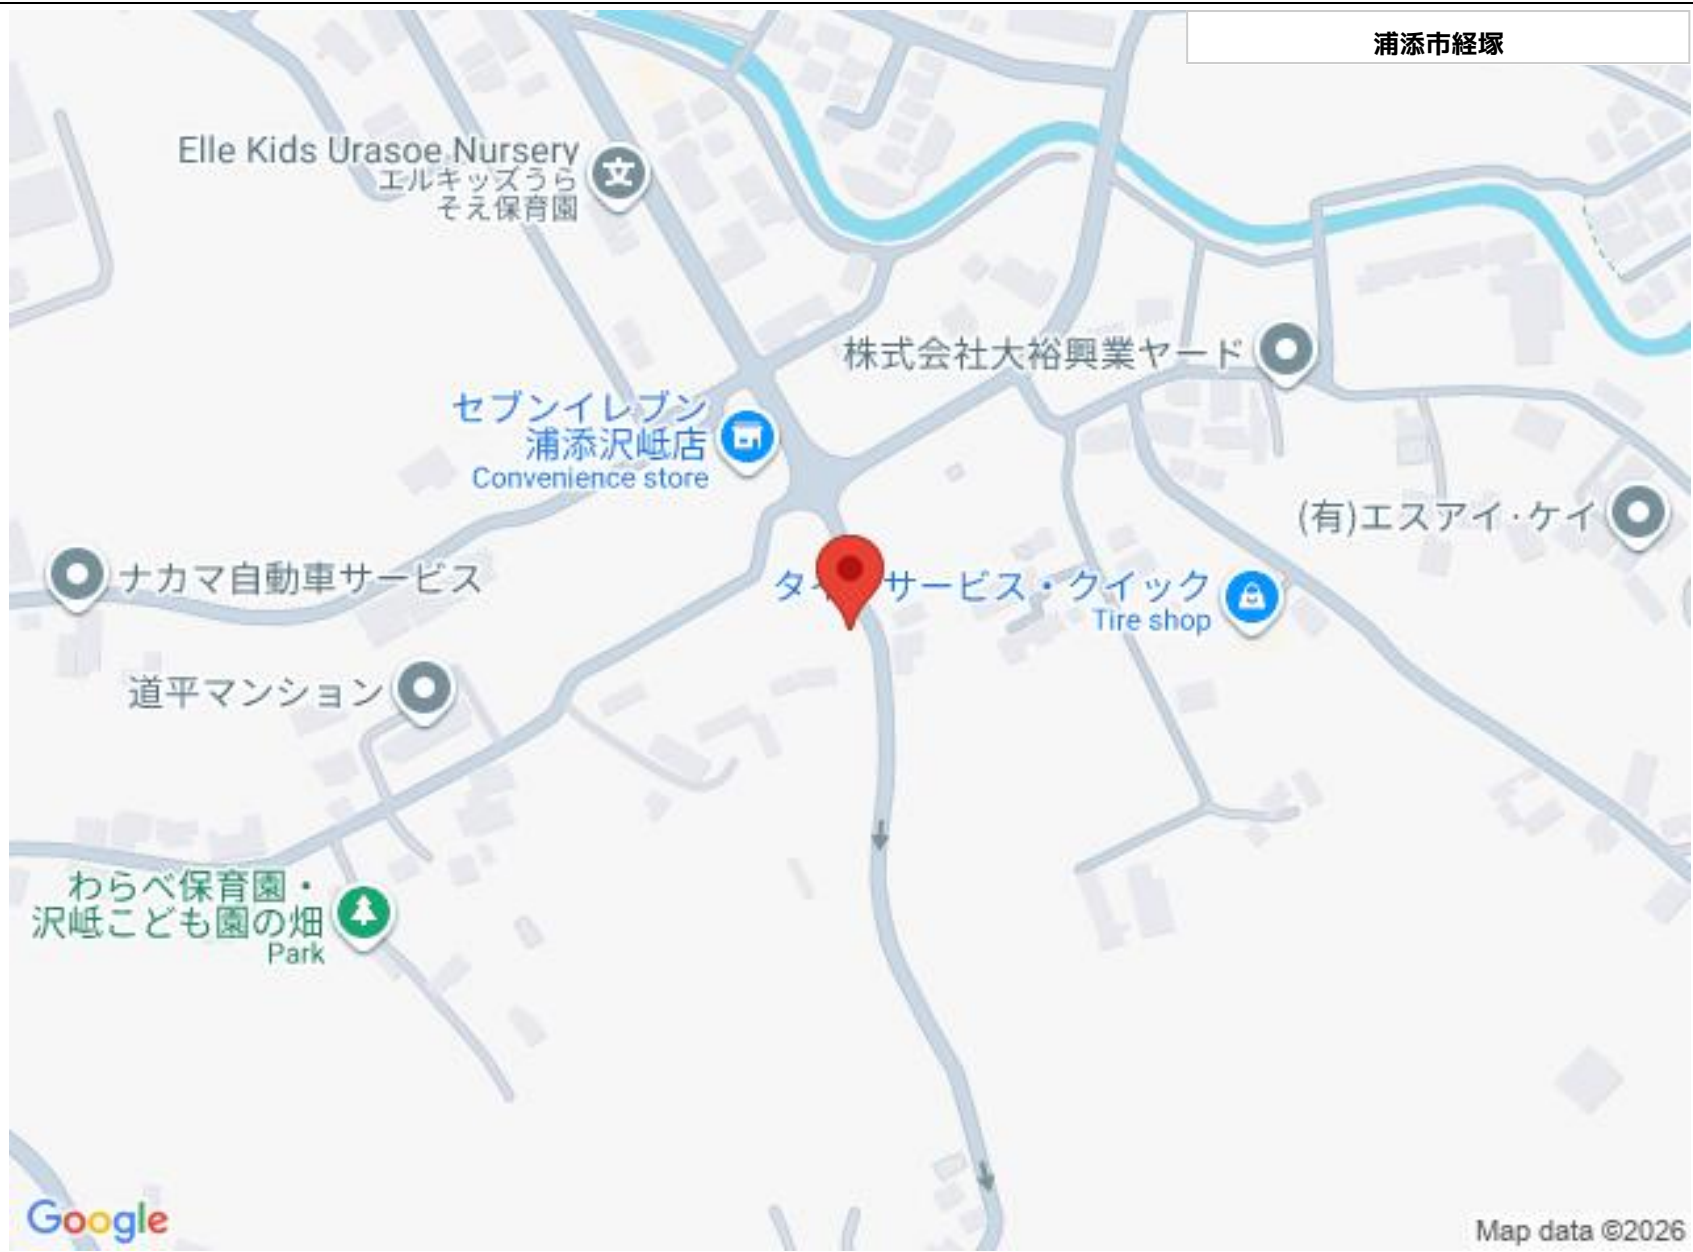 浦添市経塚
Elle Kids Urasoe Nursery
エルキッズうら
そえ保育園
株式会社大裕興業ヤード
セブンイレブン
浦添沢岻店
Convenience store
(有)エスアイ・ケイ
ナカマ自動車サービス
サービス・クイック
Tire shop
道平マンション
わらべ保育園・
沢岻こども園の畑
Park
Google
Map data ©2026